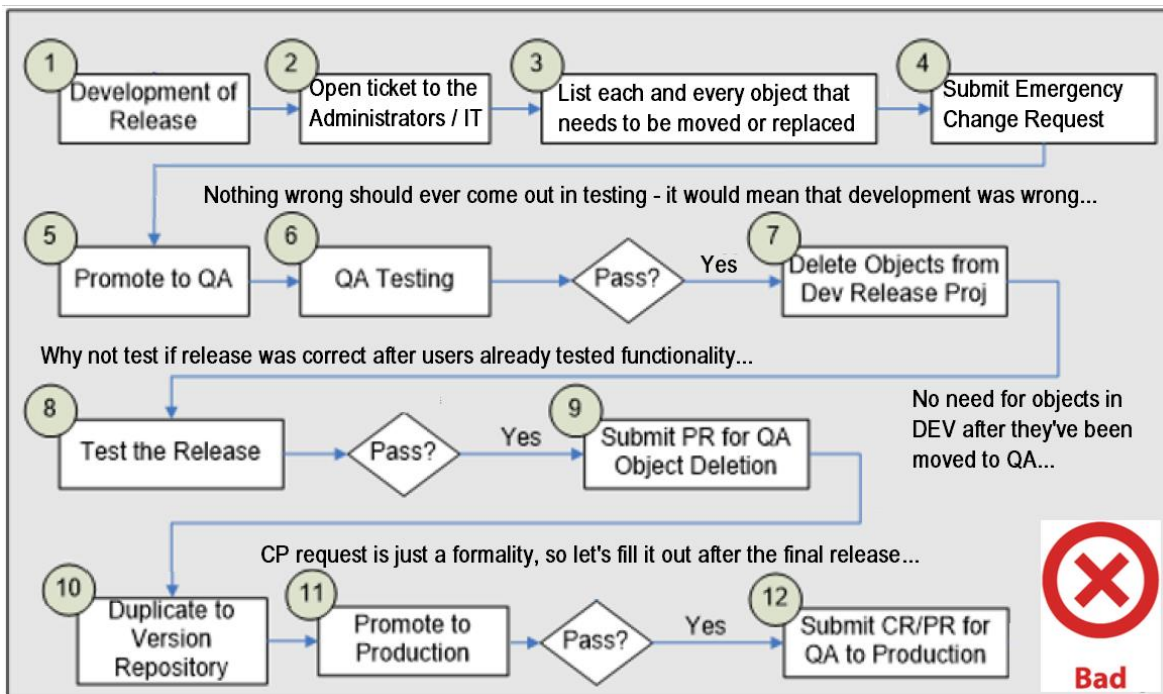 1
Development of
Release
2
Open ticket to the
Administrators / IT
3
List each and every object that
needs to be moved or replaced
4
Submit Emergency
Change Request
Nothing wrong should ever come out in testing - it would mean that development was wrong...
5
Promote to QA
6
QA Testing
Pass?
Yes
7
Delete Objects from
Dev Release Proj
Why not test if release was correct after users already tested functionality...
No need for objects in
DEV after they've been
moved to QA...
8
Test the Release
Pass?
Yes
9
Submit PR for QA
Object Deletion
CP request is just a formality, so let's fill it out after the final release...
10
Duplicate to
Version
Repository
11
Promote to
Production
Pass?
Yes
12
Submit CR/PR for
QA to Production
Bad